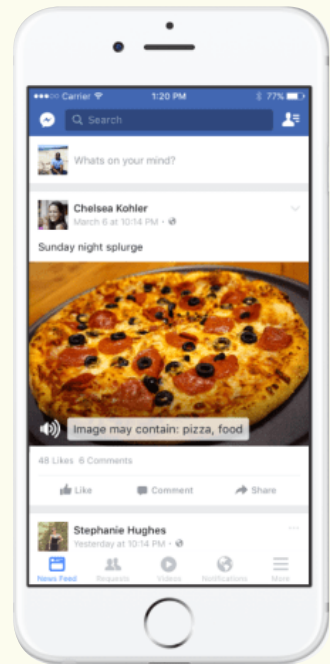 Carrier 1:20 PM 77%
Search
Whats on your mind?
Chelsea Kohler
March 6 at 10:14 PM •
Sunday night splurge
Image may contain: pizza, food
48 Likes 6 Comments
Like Comment Share
Stephanie Hughes
Yesterday at 10:14 PM •
News Feed Requests Videos Notifications More